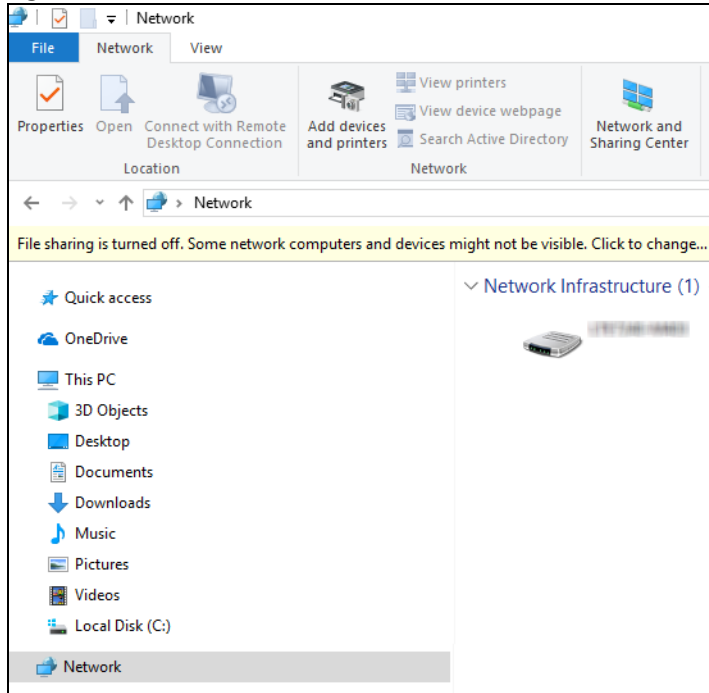 Network
File Network View
Properties Open Connect with Remote Desktop Connection
Add devices and printers
View printers
View device webpage
Search Active Directory
Network and Sharing Center
Location Network
Network
File sharing is turned off. Some network computers and devices might not be visible. Click to change...
Quick access
OneDrive
This PC
3D Objects
Desktop
Documents
Downloads
Music
Pictures
Videos
Local Disk (C:)
Network
Network Infrastructure (1)